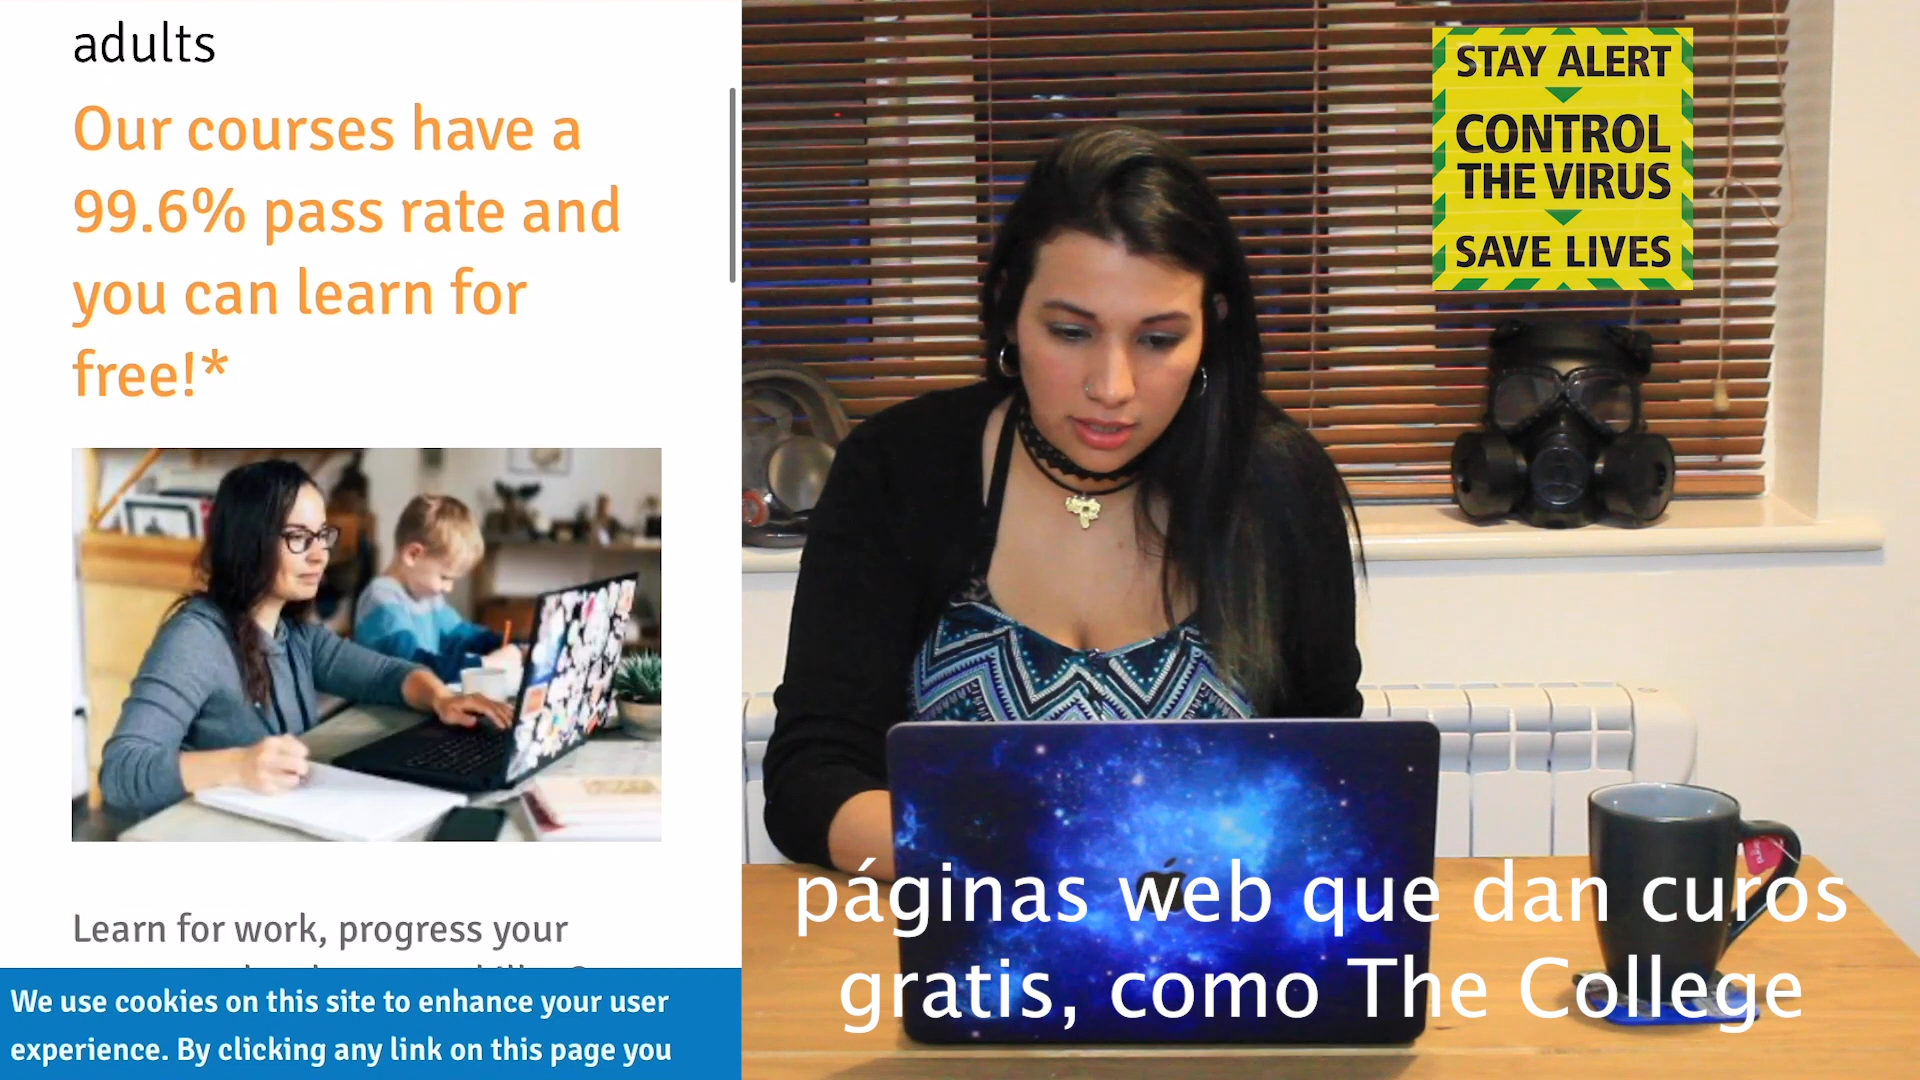 adults
Our courses have a
99.6% pass rate and
you can learn for
free!*
Learn for work, progress your
We use cookies on this site to enhance your user
experience. By clicking any link on this page you
STAY ALERT
CONTROL
THE VIRUS
SAVE LIVES
páginas web que dan curos
gratis, como The College